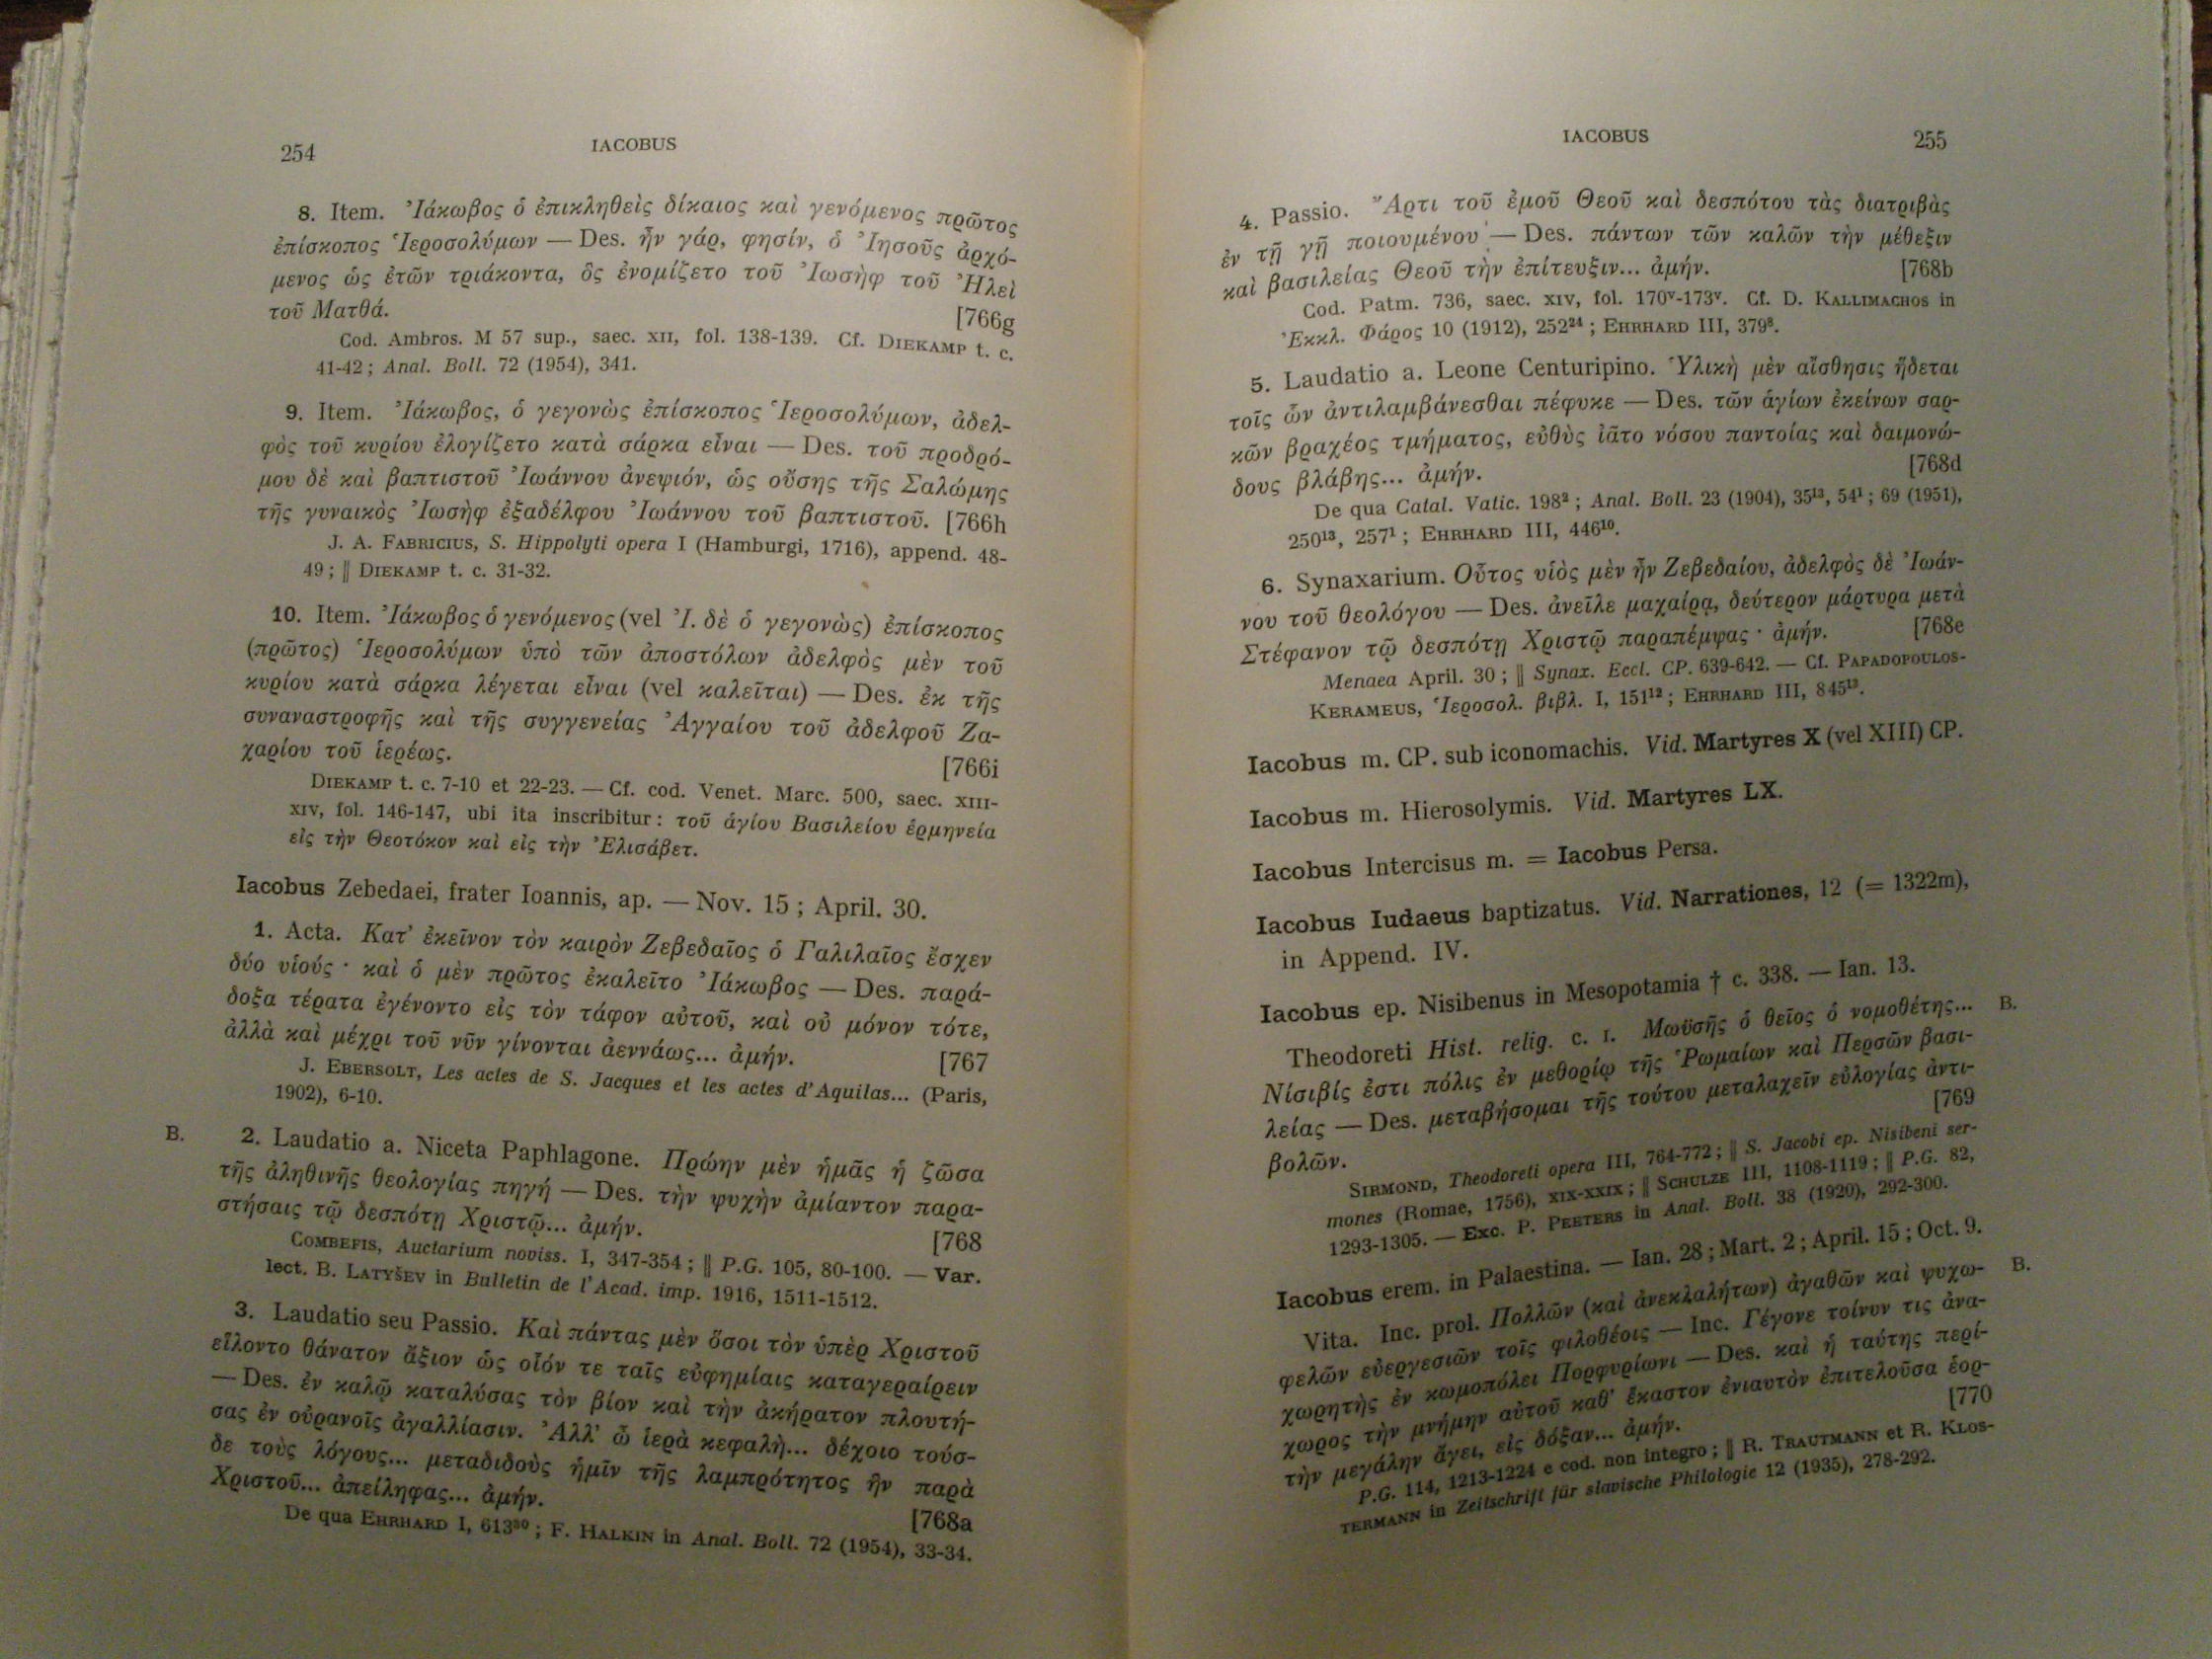 254
IACOBUS
8. Item. Ἰάκωβος ὁ ἐπικληθεὶς δίκαιος καὶ γενόμενος πρῶτος
ἐπίσκοπος Ἱεροσολύμων — Des. ἦν γάρ, φησίν, ὁ Ἰησοῦς ἀρχό-
μενος ὡς ἐτῶν τριάκοντα, ὃς ἐνομίζετο τοῦ Ἰωσὴφ τοῦ Ἠλεὶ
τοῦ Ματθά. [766g
Cod. Ambros. M 57 sup., saec. XII, fol. 138-139. Cf. DIEKAMP t. c.
41-42 ; Anal. Boll. 72 (1954), 341.
9. Item. Ἰάκωβος, ὁ γεγονὼς ἐπίσκοπος Ἱεροσολύμων, ἀδελ-
φὸς τοῦ κυρίου ἐλογίζετο κατὰ σάρκα εἶναι — Des. τοῦ προδρό-
μου δὲ καὶ βαπτιστοῦ Ἰωάννου ἀνεψιόν, ὡς οὔσης τῆς Σαλώμης
τῆς γυναικὸς Ἰωσὴφ ἐξαδέλφου Ἰωάννου τοῦ βαπτιστοῦ. [766h
J. A. FABRICIUS, S. Hippolyti opera I (Hamburgi, 1716), append. 48-
49 ; ‖ DIEKAMP t. c. 31-32.
10. Item. Ἰάκωβος ὁ γενόμενος (vel Ἰ. δὲ ὁ γεγονὼς) ἐπίσκοπος
(πρῶτος) Ἱεροσολύμων ὑπὸ τῶν ἀποστόλων ἀδελφὸς μὲν τοῦ
κυρίου κατὰ σάρκα λέγεται εἶναι (vel καλεῖται) — Des. ἐκ τῆς
συναναστροφῆς καὶ τῆς συγγενείας Ἀγγαίου τοῦ ἀδελφοῦ Ζα-
χαρίου τοῦ ἱερέως. [766i
DIEKAMP t. c. 7-10 et 22-23. — Cf. cod. Venet. Marc. 500, saec. XIII-
XIV, fol. 146-147, ubi ita inscribitur : τοῦ ἁγίου Βασιλείου ἑρμηνεία
εἰς τὴν Θεοτόκον καὶ εἰς τὴν Ἐλισάβετ.
Iacobus Zebedaei, frater Ioannis, ap. — Nov. 15 ; April. 30.
1. Acta. Κατ’ ἐκεῖνον τὸν καιρὸν Ζεβεδαῖος ὁ Γαλιλαῖος ἔσχεν
δύο υἱούς · καὶ ὁ μὲν πρῶτος ἐκαλεῖτο Ἰάκωβος — Des. παρά-
δοξα τέρατα ἐγένοντο εἰς τὸν τάφον αὐτοῦ, καὶ οὐ μόνον τότε,
ἀλλὰ καὶ μέχρι τοῦ νῦν γίνονται ἀεννάως... ἀμήν. [767
J. EBERSOLT, Les actes de S. Jacques et les actes d’Aquilas... (Paris,
1902), 6-10.
B. 2. Laudatio a. Niceta Paphlagone. Πρώην μὲν ἡμᾶς ἡ ζῶσα
τῆς ἀληθινῆς θεολογίας πηγή — Des. τὴν ψυχὴν ἀμίαντον παρα-
στήσαις τῷ δεσπότῃ Χριστῷ... ἀμήν. [768
COMBEFIS, Auctarium noviss. I, 347-354 ; ‖ P.G. 105, 80-100. — Var.
lect. B. LATYŠEV in Bulletin de l’Acad. imp. 1916, 1511-1512.
3. Laudatio seu Passio. Καὶ πάντας μὲν ὅσοι τὸν ὑπὲρ Χριστοῦ
εἵλοντο θάνατον ἄξιον ὡς οἷόν τε ταῖς εὐφημίαις καταγεραίρειν
— Des. ἐν καλῷ καταλύσας τὸν βίον καὶ τὴν ἀκήρατον πλουτή-
σας ἐν οὐρανοῖς ἀγαλλίασιν. Ἀλλ’ ὦ ἱερὰ κεφαλὴ... δέχοιο τούσ-
δε τοὺς λόγους... μεταδιδοὺς ἡμῖν τῆς λαμπρότητος ἣν παρὰ
Χριστοῦ... ἀπείληφας... ἀμήν. [768a
De qua EHRHARD I, 613³⁰ ; F. HALKIN in Anal. Boll. 72 (1954), 33-34.
IACOBUS
255
4. Passio. Ἄρτι τοῦ ἐμοῦ Θεοῦ καὶ δεσπότου τὰς διατριβὰς
ἐν τῇ γῇ ποιουμένου — Des. πάντων τῶν καλῶν τὴν μέθεξιν
καὶ βασιλείας Θεοῦ τὴν ἐπίτευξιν... ἀμήν. [768b
Cod. Patm. 736, saec. XIV, fol. 170ᵛ-173ᵛ. Cf. D. KALLIMACHOS in
Ἐκκλ. Φάρος 10 (1912), 252²⁴ ; EHRHARD III, 379⁸.
5. Laudatio a. Leone Centuripino. Ὑλικὴ μὲν αἴσθησις ἥδεται
τοῖς ὧν ἀντιλαμβάνεσθαι πέφυκε — Des. τῶν ἁγίων ἐκείνων σαρ-
κῶν βραχέος τμήματος, εὐθὺς ἰᾶτο νόσου παντοίας καὶ δαιμονώ-
δους βλάβης... ἀμήν. [768d
De qua Catal. Vatic. 198² ; Anal. Boll. 23 (1904), 35¹³, 54¹ ; 69 (1951),
250¹³, 257¹ ; EHRHARD III, 446¹⁰.
6. Synaxarium. Οὗτος υἱὸς μὲν ἦν Ζεβεδαίου, ἀδελφὸς δὲ Ἰωάν-
νου τοῦ θεολόγου — Des. ἀνεῖλε μαχαίρᾳ, δεύτερον μάρτυρα μετὰ
Στέφανον τῷ δεσπότῃ Χριστῷ παραπέμψας · ἀμήν. [768e
Menaea April. 30 ; ‖ Synax. Eccl. CP. 639-642. — Cf. PAPADOPOULOS-
KERAMEUS, Ἱεροσολ. βιβλ. I, 151¹² ; EHRHARD III, 845¹².
Iacobus m. CP. sub iconomachis. Vid. Martyres X (vel XIII) CP.
Iacobus m. Hierosolymis. Vid. Martyres LX.
Iacobus Intercisus m. = Iacobus Persa.
Iacobus Iudaeus baptizatus. Vid. Narrationes, 12 (= 1322m),
in Append. IV.
Iacobus ep. Nisibenus in Mesopotamia † c. 338. — Ian. 13.
Theodoreti Hist. relig. c. I. Μωϋσῆς ὁ θεῖος ὁ νομοθέτης... B.
Νίσιβίς ἐστι πόλις ἐν μεθορίῳ τῆς Ῥωμαίων καὶ Περσῶν βασι-
λείας — Des. μεταβήσομαι τῆς τούτου μεταλαχεῖν εὐλογίας ἀντι-
βολῶν. [769
SIRMOND, Theodoreti opera III, 764-772 ; ‖ S. Jacobi ep. Nisibeni ser-
mones (Romae, 1756), XIX-XXIX ; ‖ SCHULZE III, 1108-1119 ; ‖ P.G. 82,
1293-1305. — Exc. P. PEETERS in Anal. Boll. 38 (1920), 292-300.
Iacobus erem. in Palaestina. — Ian. 28 ; Mart. 2 ; April. 15 ; Oct. 9.
Vita. Inc. prol. Πολλῶν (καὶ ἀνεκλαλήτων) ἀγαθῶν καὶ ψυχω- B.
φελῶν εὐεργεσιῶν τοῖς φιλοθέοις — Inc. Γέγονε τοίνυν τις ἀνα-
χωρητὴς ἐν κωμοπόλει Πορφυρίωνι — Des. καὶ ἡ ταύτης περί-
χωρος τὴν μνήμην αὐτοῦ καθ’ ἕκαστον ἐνιαυτὸν ἐπιτελοῦσα ἑορ-
τὴν μεγάλην ἄγει, εἰς δόξαν... ἀμήν. [770
P.G. 114, 1213-1224 e cod. non integro ; ‖ R. TRAUTMANN et R. KLOS-
TERMANN in Zeitschrift für slavische Philologie 12 (1935), 278-292.